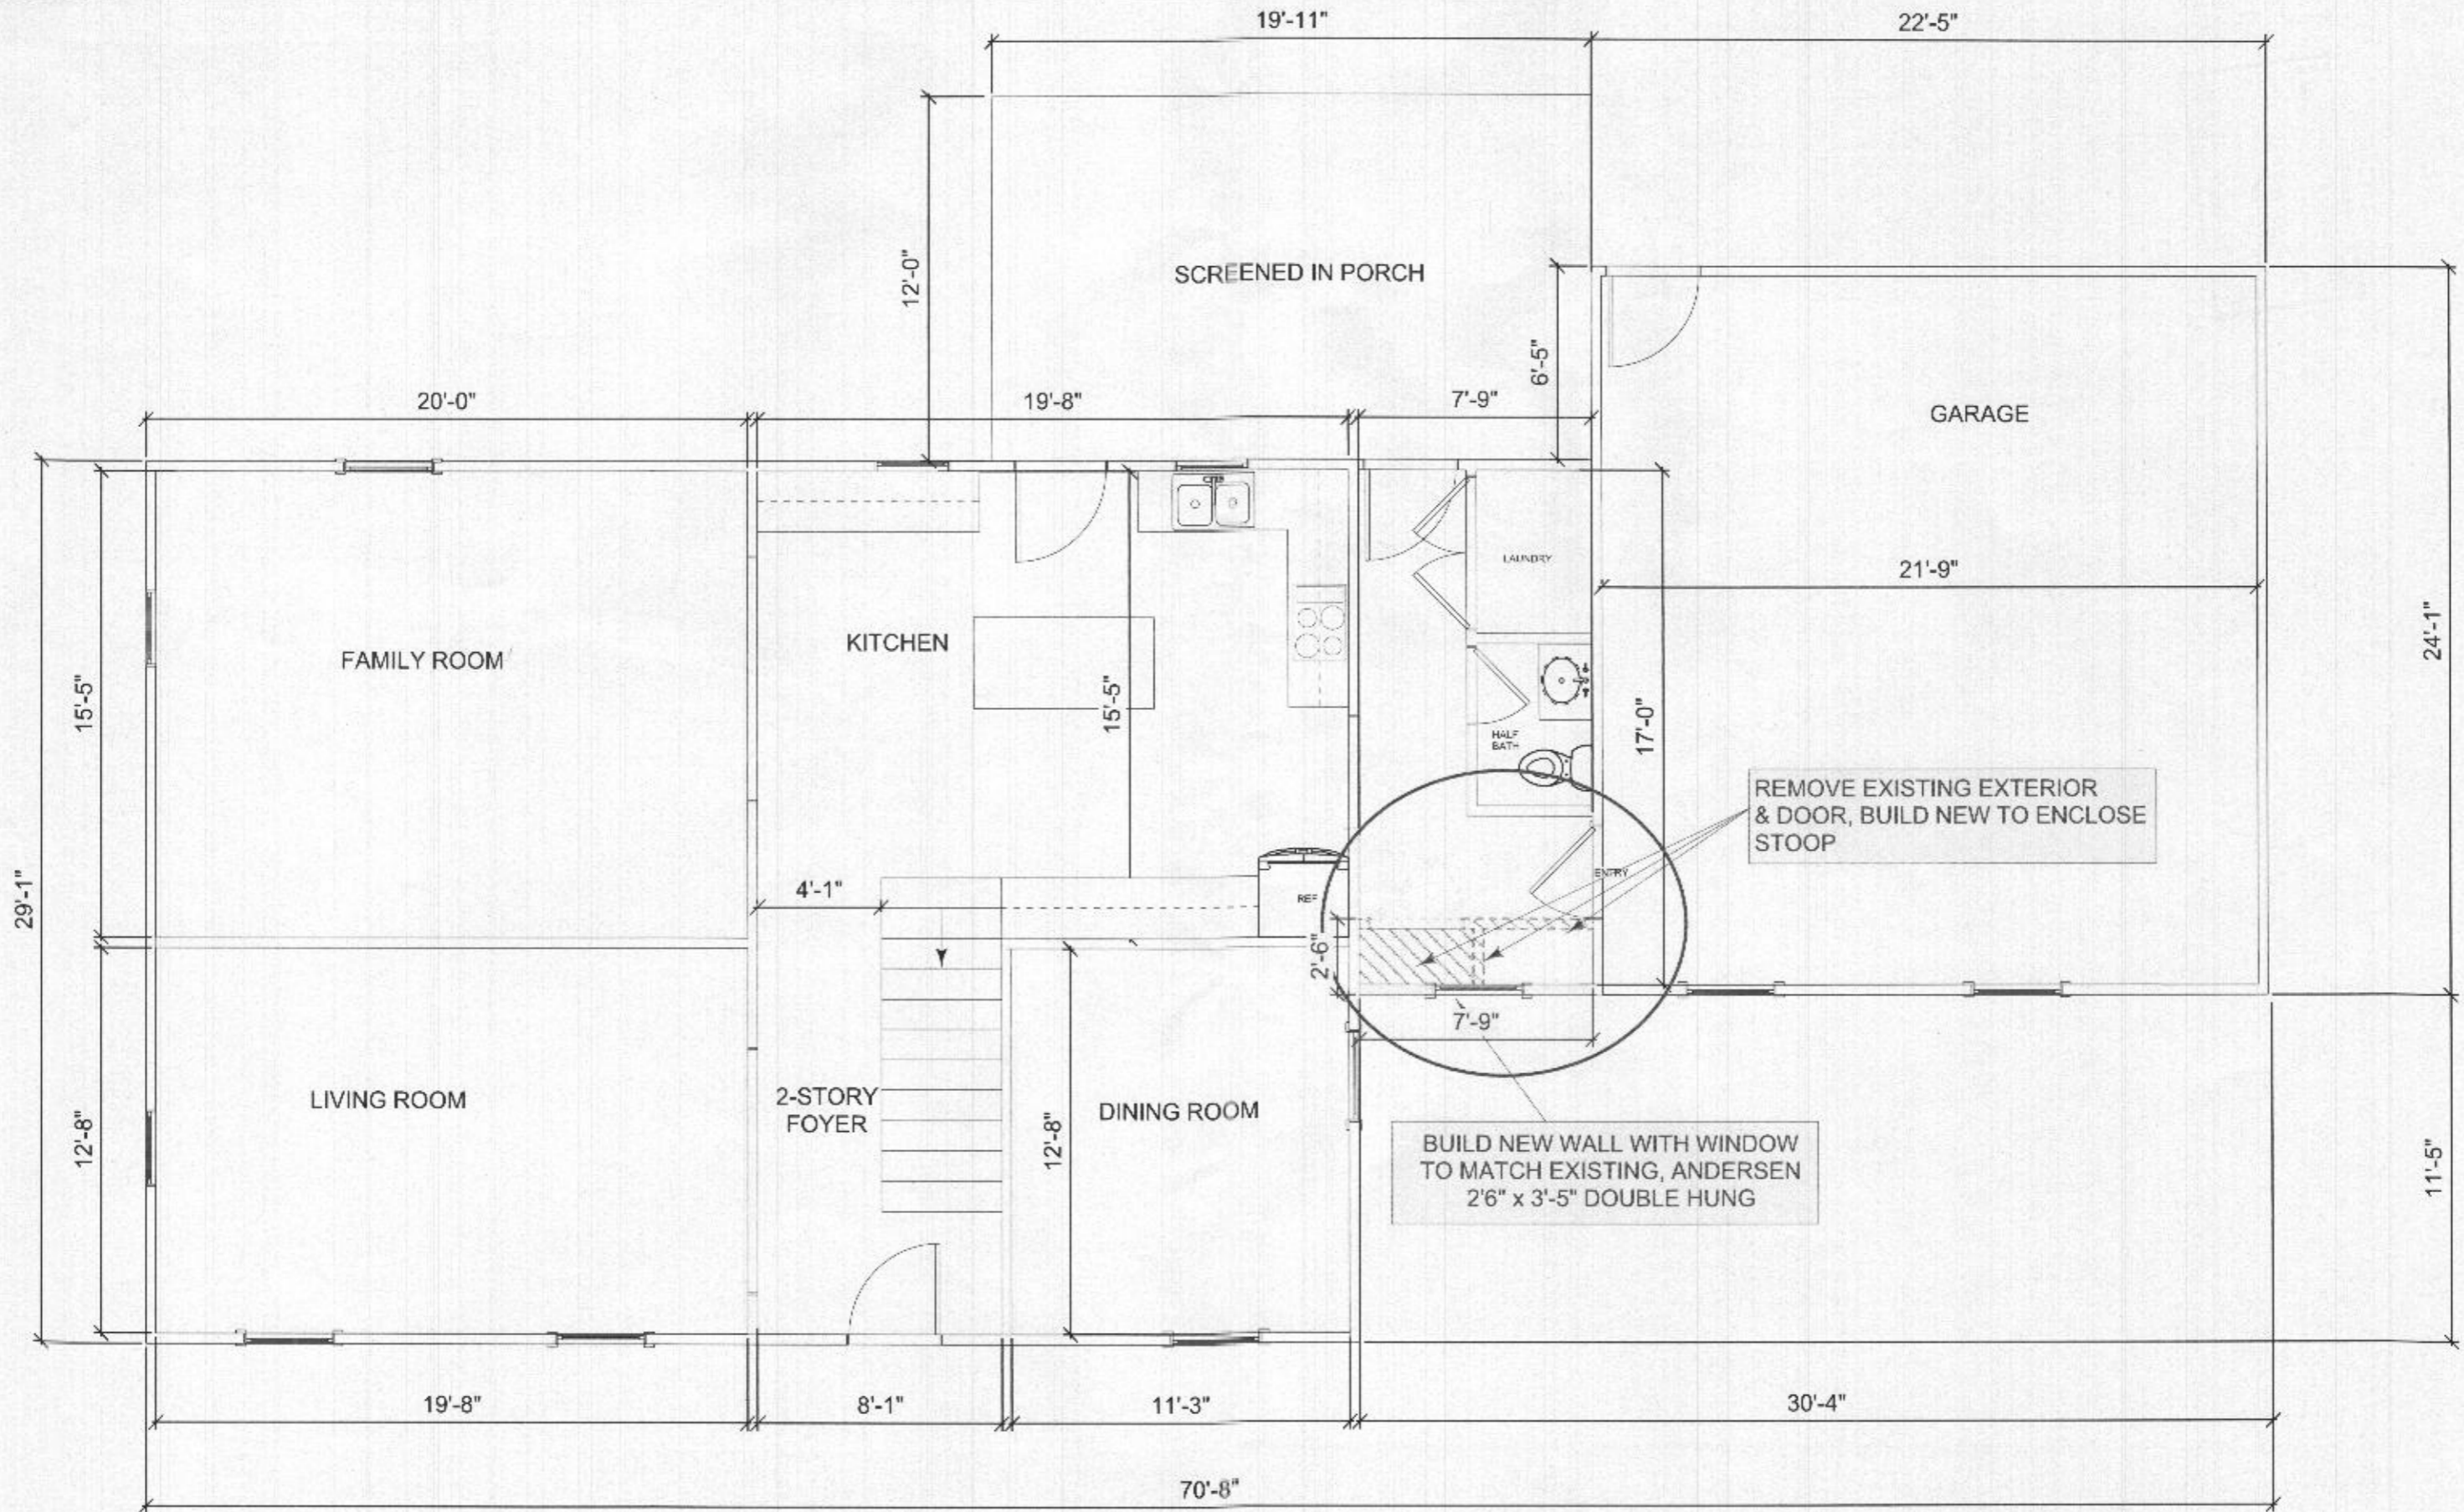 19'-11"
22'-5"
12'-0"
SCREENED IN PORCH
6'-5"
20'-0"
19'-8"
7'-9"
GARAGE
LAUNDRY
21'-9"
24'-1"
FAMILY ROOM
KITCHEN
15'-5"
15'-5"
17'-0"
HALF
BATH
REMOVE EXISTING EXTERIOR
& DOOR, BUILD NEW TO ENCLOSE
STOOP
29'-1"
4'-1"
REF
ENTRY
2'-6"
7'-9"
LIVING ROOM
2-STORY
FOYER
12'-8"
12'-8"
DINING ROOM
BUILD NEW WALL WITH WINDOW
TO MATCH EXISTING, ANDERSEN
2'6" x 3'-5" DOUBLE HUNG
11'-5"
19'-8"
8'-1"
11'-3"
30'-4"
70'-8"